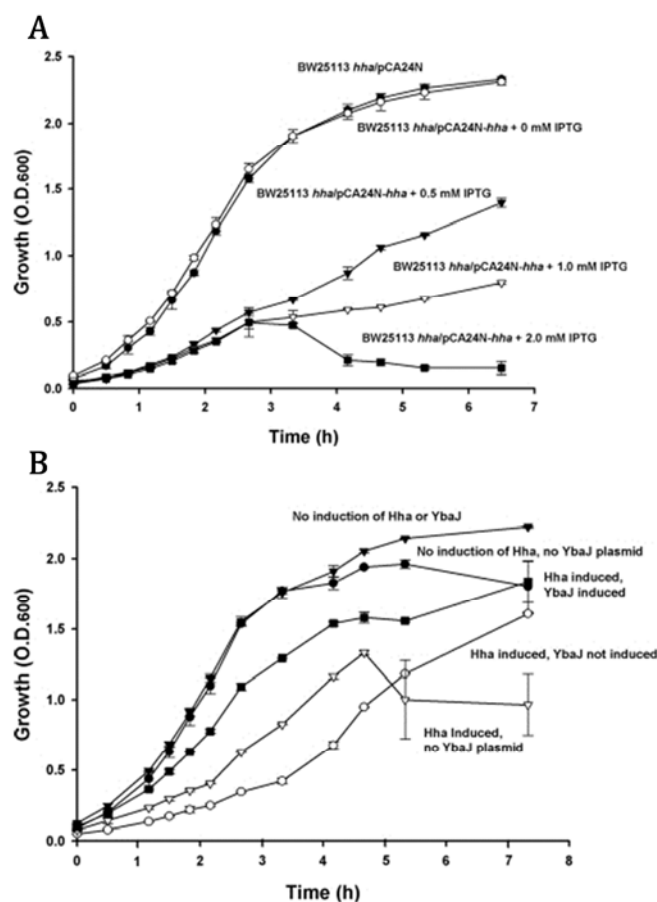 A
2.5
BW25113 hha/pCA24N
2.0
BW25113 hha/pCA24N-hha + 0 mM IPTG
1.5
BW25113 hha/pCA24N-hha + 0.5 mM IPTG
Growth (O.D.600)
1.0
BW25113 hha/pCA24N-hha + 1.0 mM IPTG
0.5
BW25113 hha/pCA24N-hha + 2.0 mM IPTG
0.0
0 1 2 3 4 5 6 7
Time (h)
B
2.5
No induction of Hha or YbaJ
2.0
No induction of Hha, no YbaJ plasmid
Hha induced,
YbaJ induced
1.5
Growth (O.D.600)
Hha induced, YbaJ not induced
1.0
Hha Induced,
no YbaJ plasmid
0.5
0.0
0 1 2 3 4 5 6 7 8
Time (h)